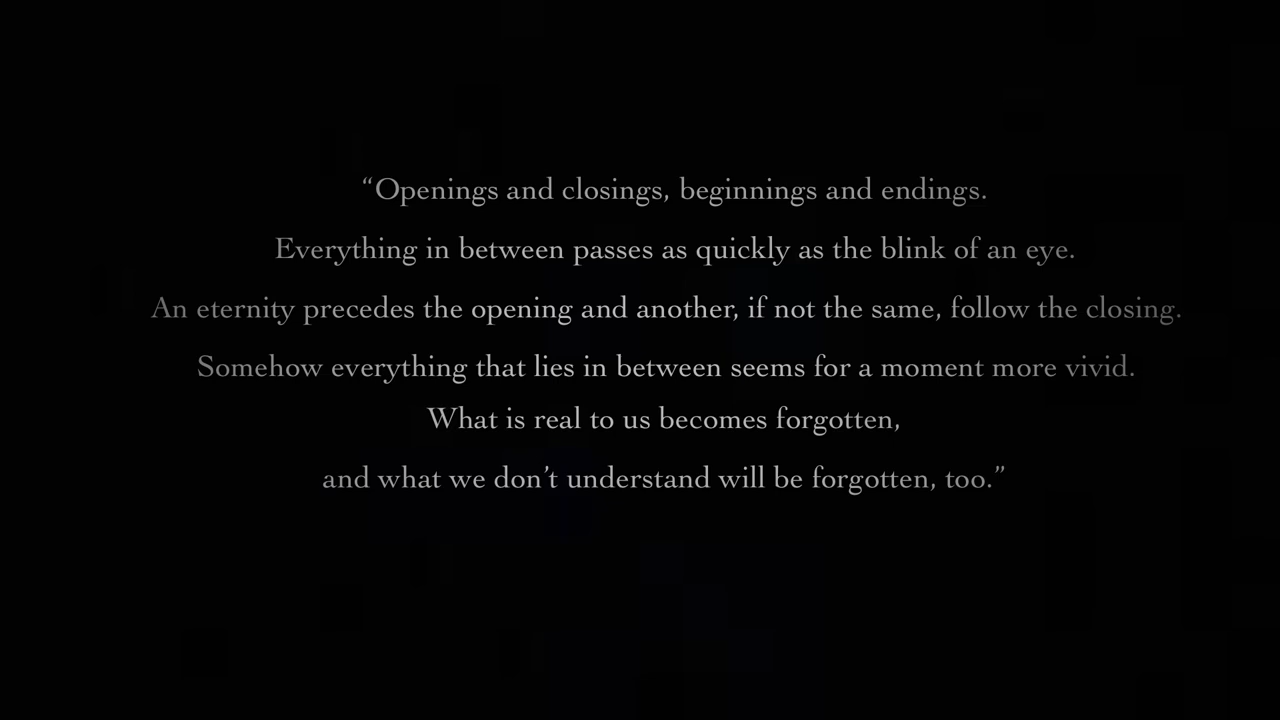 “Openings and closings, beginnings and endings.
Everything in between passes as quickly as the blink of an eye.
An eternity precedes the opening and another, if not the same, follow the closing.
Somehow everything that lies in between seems for a moment more vivid.
What is real to us becomes forgotten,
and what we don’t understand will be forgotten, too.”